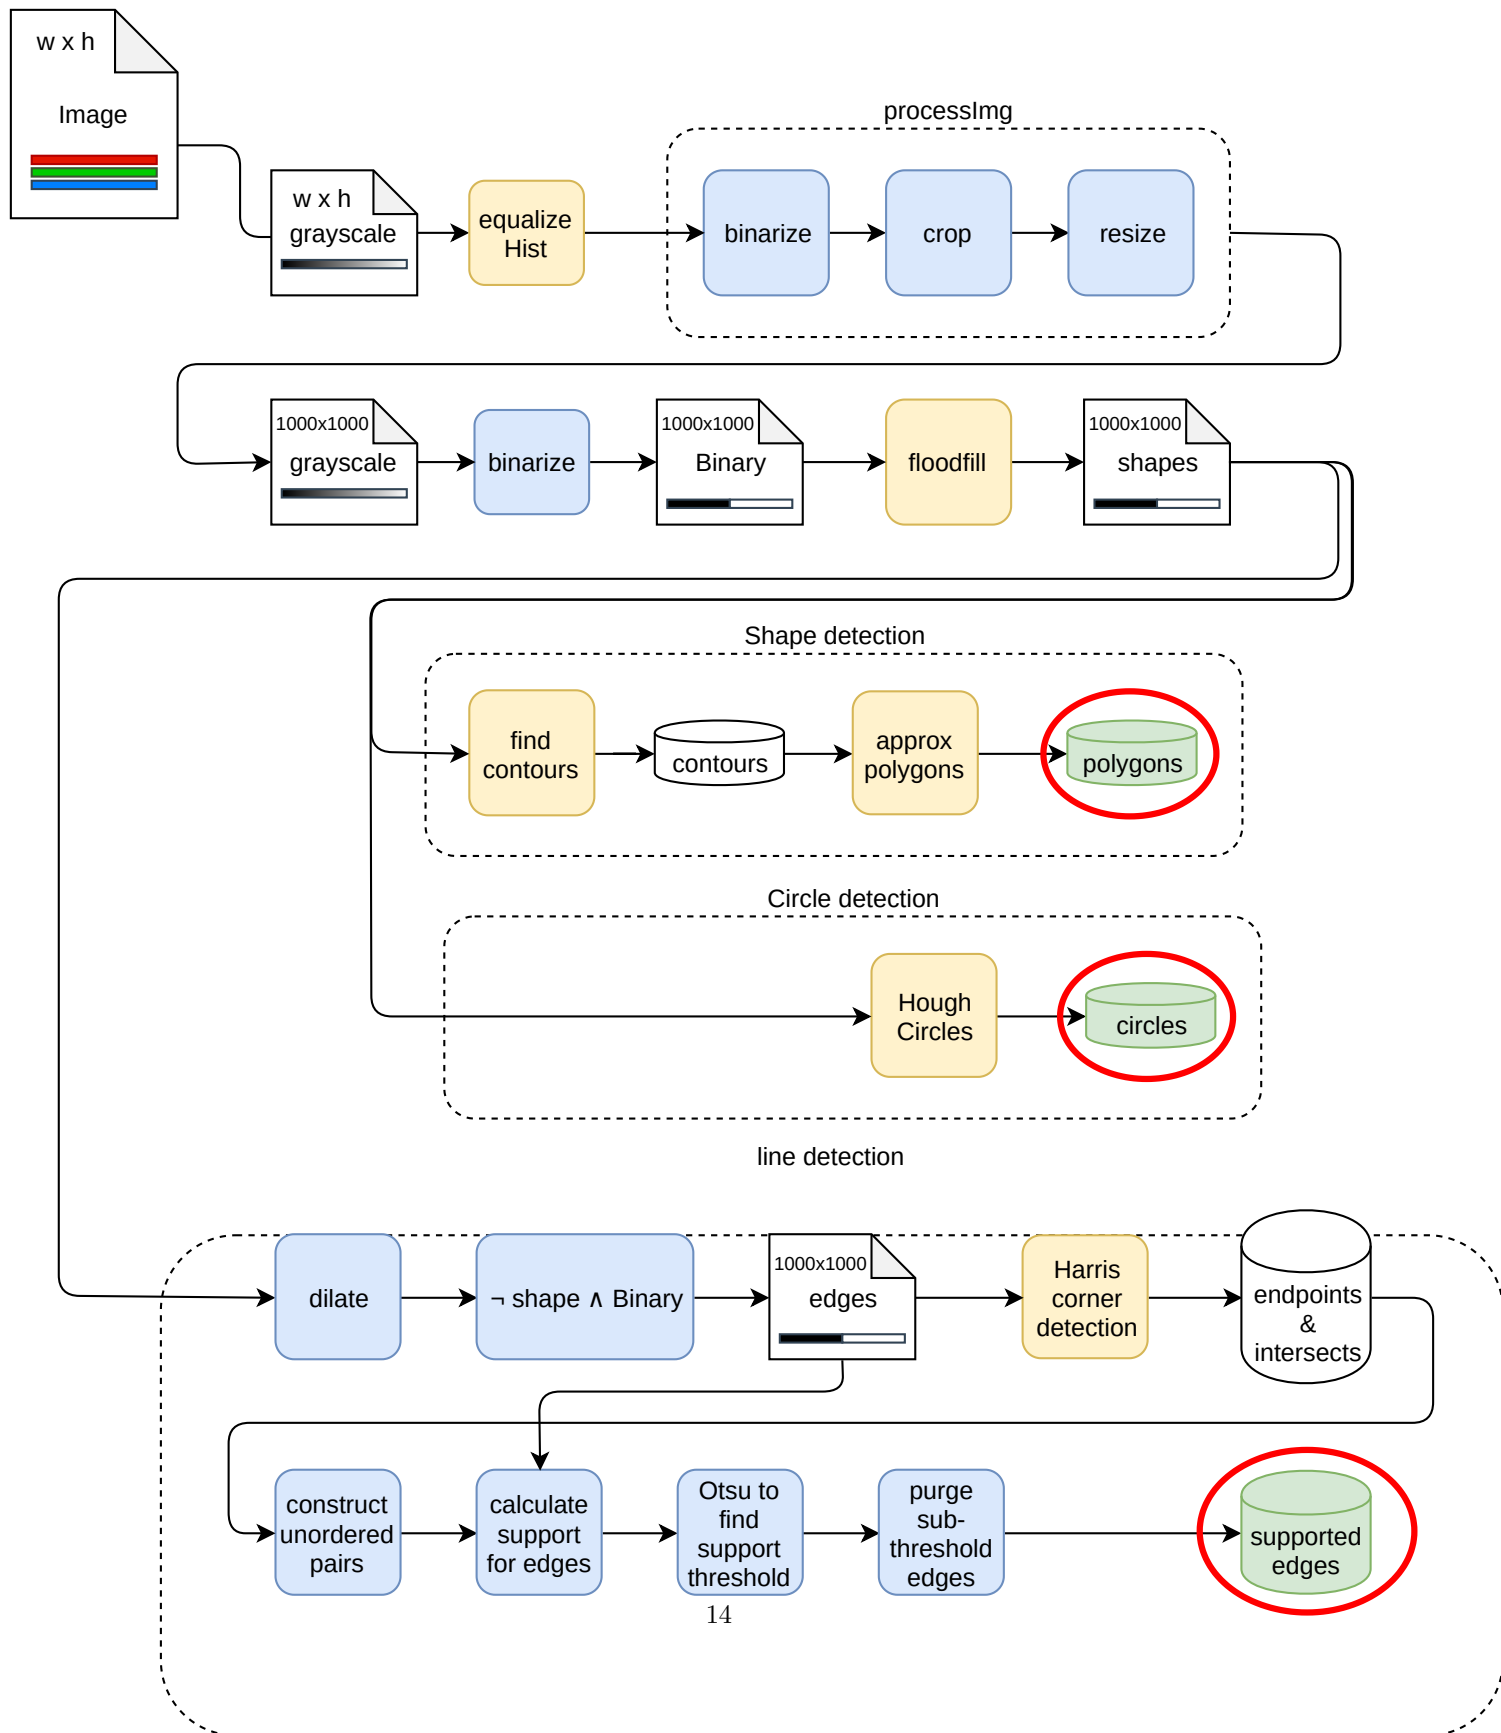 w x h
Image
processImg
w x h
grayscale
equalize
Hist
binarize
crop
resize
1000x1000
grayscale
binarize
1000x1000
Binary
floodfill
1000x1000
shapes
Shape detection
find
contours
contours
approx
polygons
polygons
Circle detection
Hough
Circles
circles
line detection
dilate
¬ shape ∧ Binary
1000x1000
edges
Harris
corner
detection
endpoints
&
intersects
construct
unordered
pairs
calculate
support
for edges
Otsu to
find
support
threshold
purge
sub-
threshold
edges
supported
edges
14